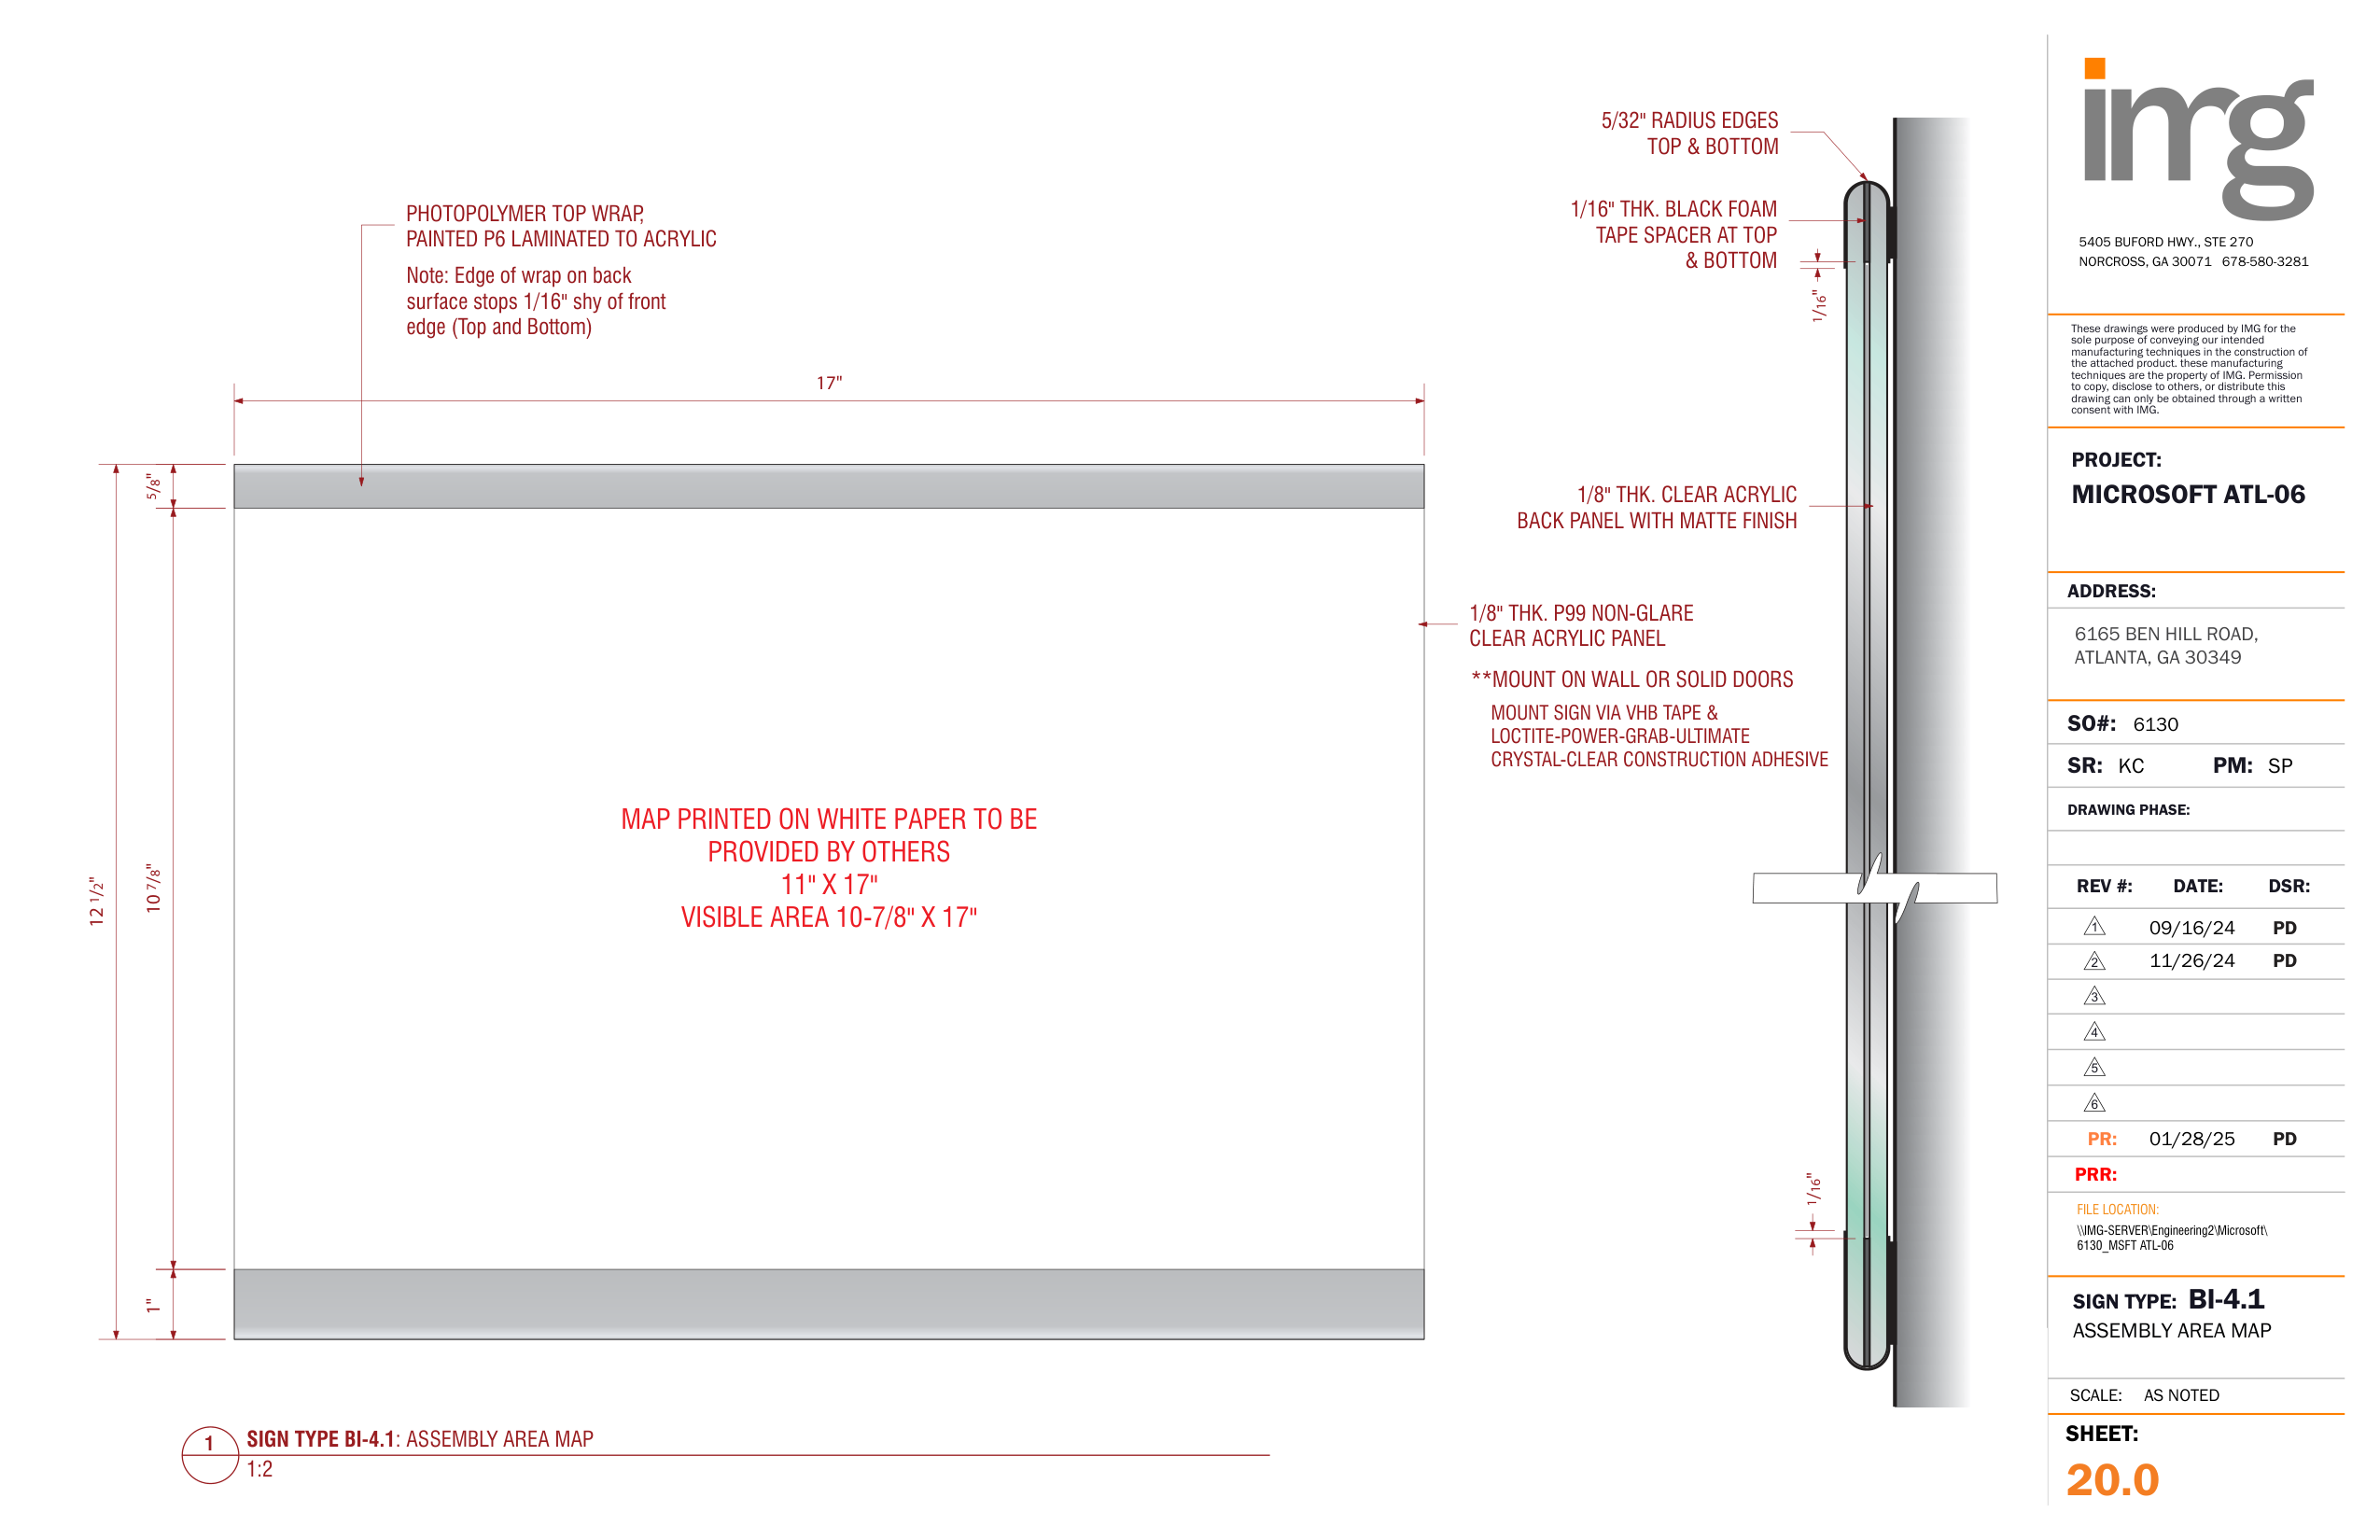 PHOTOPOLYMER TOP WRAP,
PAINTED P6 LAMINATED TO ACRYLIC
Note: Edge of wrap on back
surface stops 1/16" shy of front
edge (Top and Bottom)
17"
5/8"
10 7/8"
12 1/2"
1"
MAP PRINTED ON WHITE PAPER TO BE
PROVIDED BY OTHERS
11" X 17"
VISIBLE AREA 10-7/8" X 17"
1
SIGN TYPE BI-4.1: ASSEMBLY AREA MAP
1:2
5/32" RADIUS EDGES
TOP & BOTTOM
1/16" THK. BLACK FOAM
TAPE SPACER AT TOP
& BOTTOM
1/16"
1/8" THK. CLEAR ACRYLIC
BACK PANEL WITH MATTE FINISH
1/8" THK. P99 NON-GLARE
CLEAR ACRYLIC PANEL
**MOUNT ON WALL OR SOLID DOORS
MOUNT SIGN VIA VHB TAPE &
LOCTITE-POWER-GRAB-ULTIMATE
CRYSTAL-CLEAR CONSTRUCTION ADHESIVE
1/16"
img
5405 BUFORD HWY., STE 270
NORCROSS, GA 30071 678-580-3281
These drawings were produced by IMG for the
sole purpose of conveying our intended
manufacturing techniques in the construction of
the attached product. these manufacturing
techniques are the property of IMG. Permission
to copy, disclose to others, or distribute this
drawing can only be obtained through a written
consent with IMG.
PROJECT:
MICROSOFT ATL-06
ADDRESS:
6165 BEN HILL ROAD,
ATLANTA, GA 30349
SO#: 6130
SR: KC PM: SP
DRAWING PHASE:
REV #: DATE: DSR:
1 09/16/24 PD
2 11/26/24 PD
3
4
5
6
PR: 01/28/25 PD
PRR:
FILE LOCATION:
\\IMG-SERVER\Engineering2\Microsoft\
6130_MSFT ATL-06
SIGN TYPE: BI-4.1
ASSEMBLY AREA MAP
SCALE: AS NOTED
SHEET:
20.0